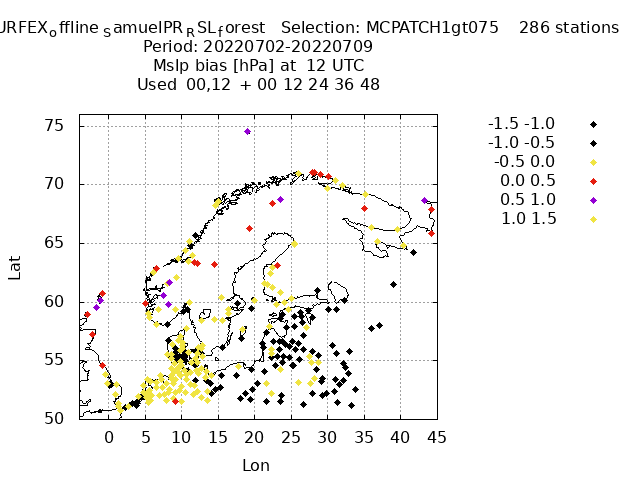 URFEXoffline SamuelPRRSLforest Selection: MCPATCH1gt075 286 stations
Period: 20220702-20220709
Mslp bias [hPa] at 12 UTC
Used 00,12 + 00 12 24 36 48
-1.5 -1.0
-1.0 -0.5
-0.5 0.0
0.0 0.5
0.5 1.0
1.0 1.5
75
70
65
60
55
50
Lat
0 5 10 15 20 25 30 35 40 45
Lon